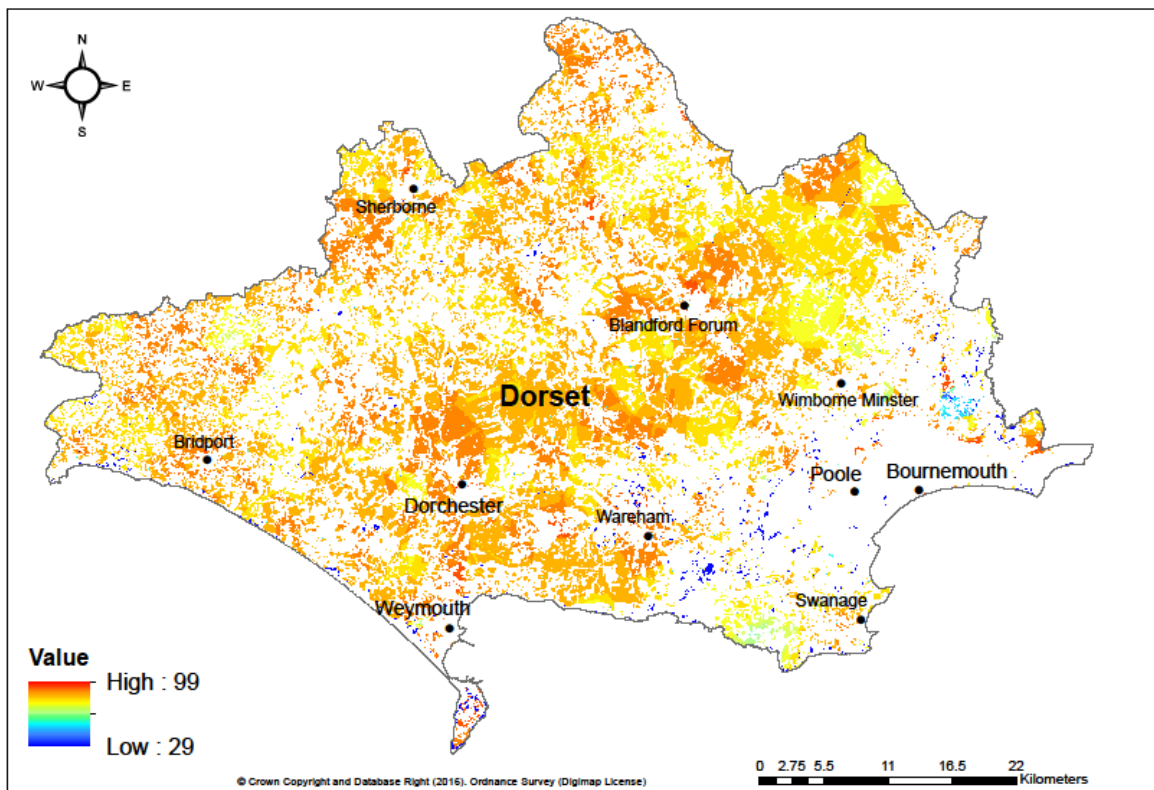 N
W E
S
Sherborne
Blandford Forum
Dorset
Wimborne Minster
Bridport
Poole
Bournemouth
Dorchester
Wareham
Swanage
Weymouth
Value
High : 99
Low : 29
0 2.75 5.5 11 16.5 22
Kilometers
© Crown Copyright and Database Right (2016). Ordnance Survey (Digimap License)